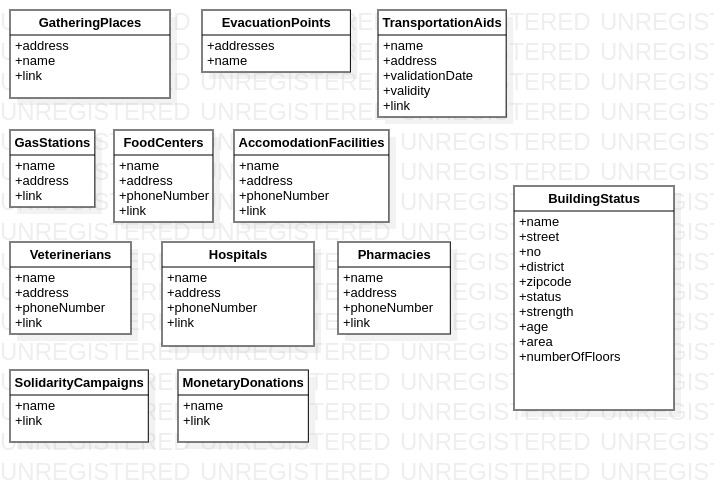 GatheringPlaces
+address
+name
+link
EvacuationPoints
+addresses
+name
TransportationAids
+name
+address
+validationDate
+validity
+link
GasStations
+name
+address
+link
FoodCenters
+name
+address
+phoneNumber
+link
AccomodationFacilities
+name
+address
+phoneNumber
+link
BuildingStatus
+name
+street
+no
+district
+zipcode
+status
+strength
+age
+area
+numberOfFloors
Veterinerians
+name
+address
+phoneNumber
+link
Hospitals
+name
+address
+phoneNumber
+link
Pharmacies
+name
+address
+phoneNumber
+link
SolidarityCampaigns
+name
+link
MonetaryDonations
+name
+link
UNREGISTERED